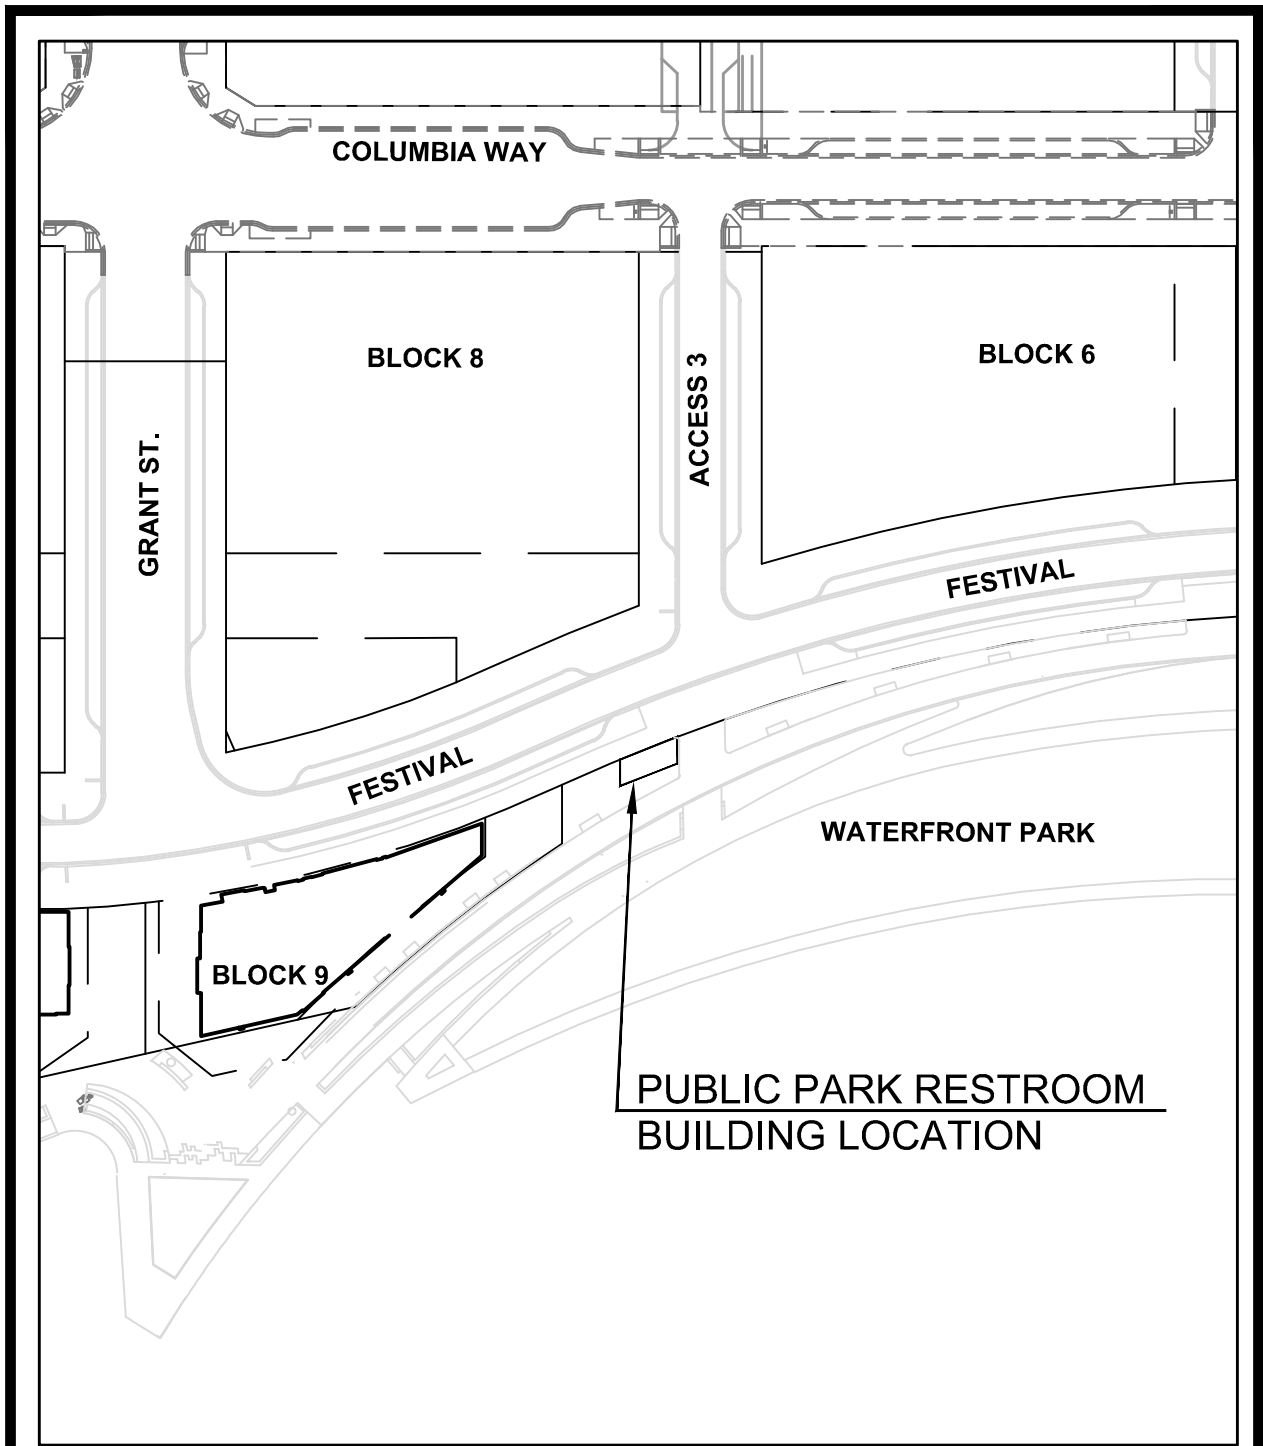 COLUMBIA WAY
BLOCK 8
BLOCK 6
ACCESS 3
GRANT ST.
FESTIVAL
FESTIVAL
WATERFRONT PARK
BLOCK 9
PUBLIC PARK RESTROOM
BUILDING LOCATION